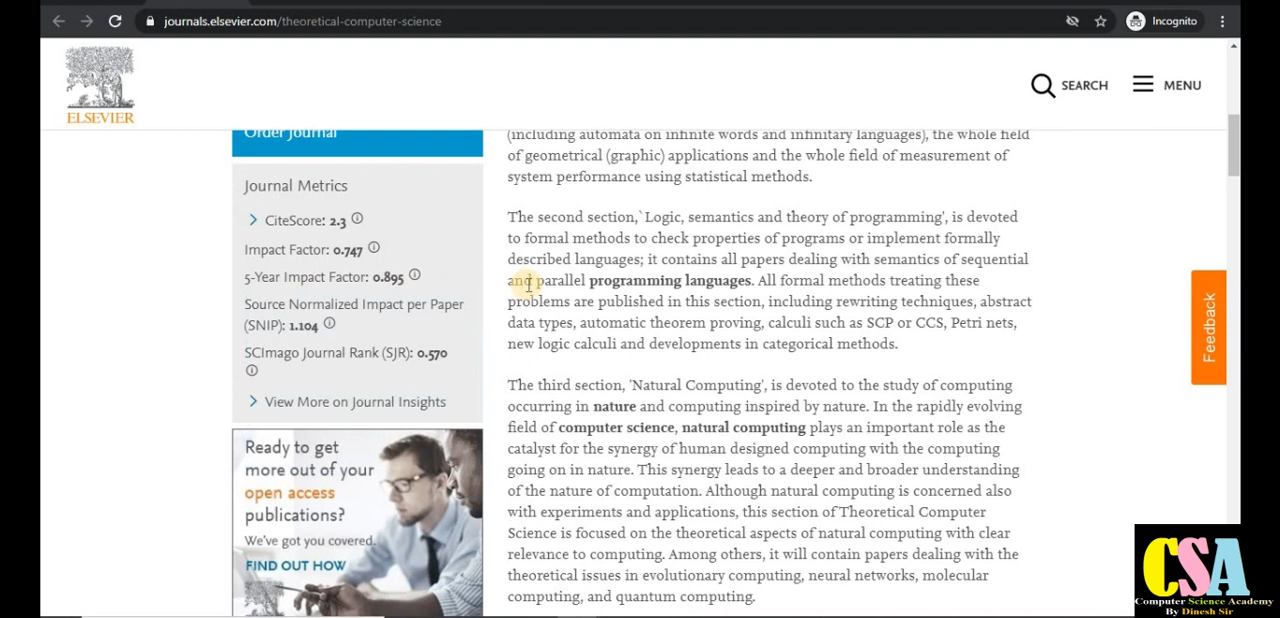 journals.elsevier.com/theoretical-computer-science
Incognito
ELSEVIER
SEARCH
MENU
Order Journal
Journal Metrics
CiteScore: 2.3
Impact Factor: 0.747
5-Year Impact Factor: 0.895
Source Normalized Impact per Paper
(SNIP): 1.104
SCImago Journal Rank (SJR): 0.570
View More on Journal Insights
Ready to get
more out of your
open access
publications?
We've got you covered.
FIND OUT HOW
(including automata on infinite words and infinitary languages), the whole field
of geometrical (graphic) applications and the whole field of measurement of
system performance using statistical methods.
The second section,`Logic, semantics and theory of programming', is devoted
to formal methods to check properties of programs or implement formally
described languages; it contains all papers dealing with semantics of sequential
and parallel programming languages. All formal methods treating these
problems are published in this section, including rewriting techniques, abstract
data types, automatic theorem proving, calculi such as SCP or CCS, Petri nets,
new logic calculi and developments in categorical methods.
The third section, 'Natural Computing', is devoted to the study of computing
occurring in nature and computing inspired by nature. In the rapidly evolving
field of computer science, natural computing plays an important role as the
catalyst for the synergy of human designed computing with the computing
going on in nature. This synergy leads to a deeper and broader understanding
of the nature of computation. Although natural computing is concerned also
with experiments and applications, this section of Theoretical Computer
Science is focused on the theoretical aspects of natural computing with clear
relevance to computing. Among others, it will contain papers dealing with the
theoretical issues in evolutionary computing, neural networks, molecular
computing, and quantum computing.
Feedback
CSA
Computer Science Academy
By Dinesh Sir